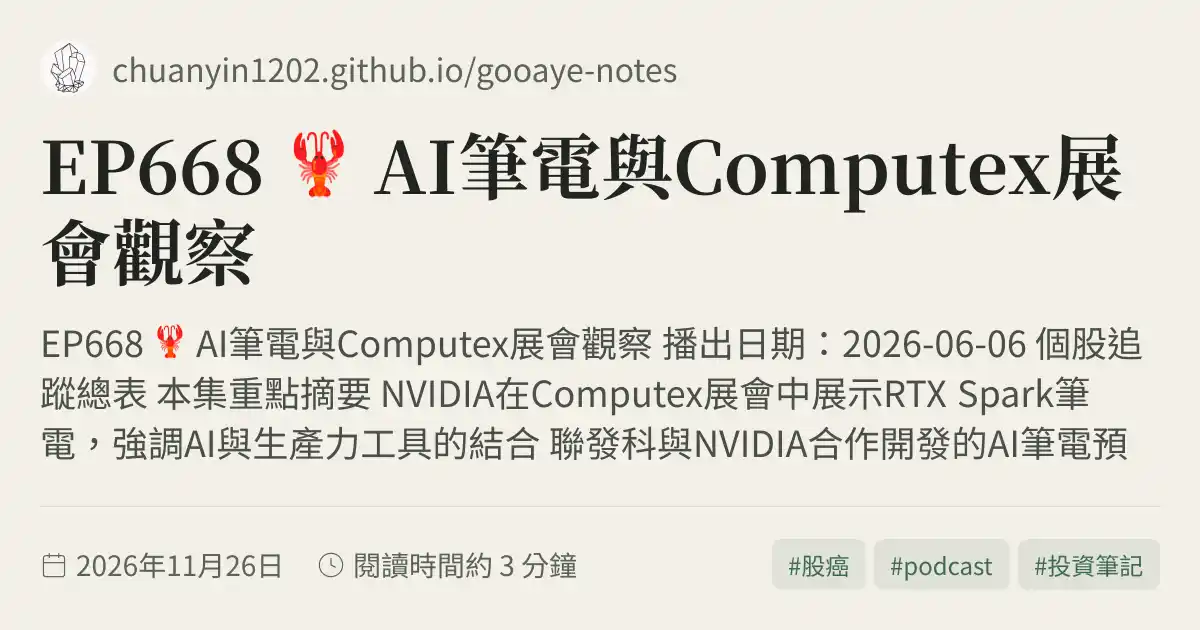 chuanyin1202.github.io/gooaye-notes
EP668 🦞 AI筆電與Computex展
會觀察
EP668 🦞 AI筆電與Computex展會觀察 播出日期：2026-06-06 個股追
蹤總表 本集重點摘要 NVIDIA在Computex展會中展示RTX Spark筆
電，強調AI與生產力工具的結合 聯發科與NVIDIA合作開發的AI筆電預
2026年11月26日 閱讀時間約 3 分鐘 #股癌 #podcast #投資筆記